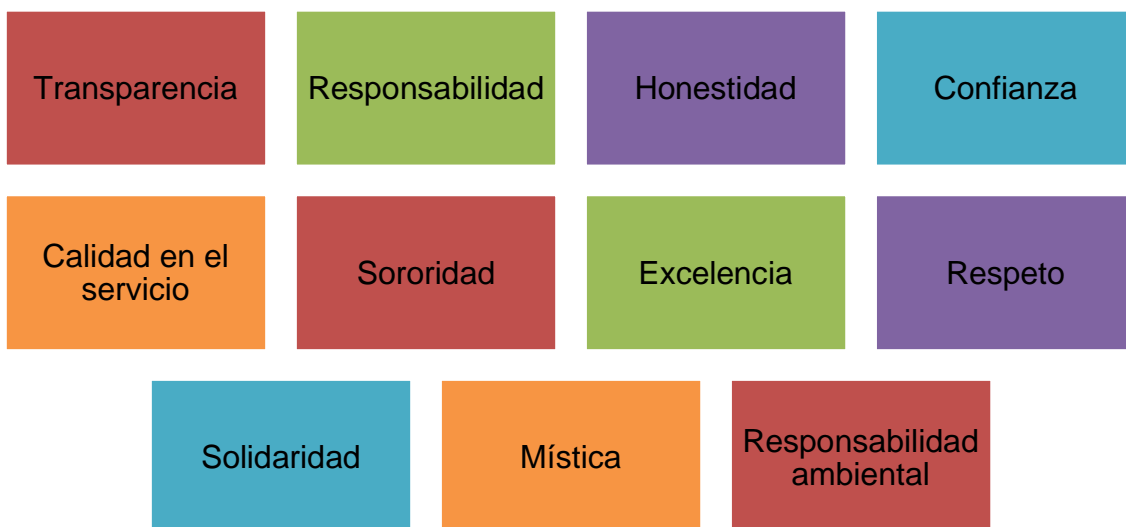 Transparencia
Responsabilidad
Honestidad
Confianza
Calidad en el
servicio
Sororidad
Excelencia
Respeto
Solidaridad
Mística
Responsabilidad
ambiental